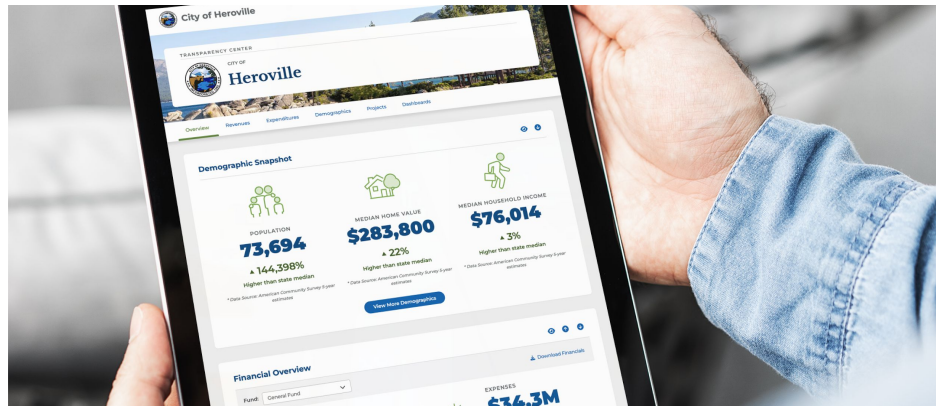 City of Heroville
TRANSPARENCY CENTER
CITY OF
Heroville
Overview Revenues Expenditures Demographics Projects Dashboards
Demographic Snapshot
POPULATION
73,694
▲ 144,398%
Higher than state median
* Data Source: American Community Survey 5-year
estimates
MEDIAN HOME VALUE
$283,800
▲ 22%
Higher than state median
* Data Source: American Community Survey 5-year
estimates
MEDIAN HOUSEHOLD INCOME
$76,014
▲ 3%
Higher than state median
* Data Source: American Community Survey 5-year
estimates
View More Demographics
Financial Overview
Download Financials
Fund: General Fund
EXPENSES
$34.3M